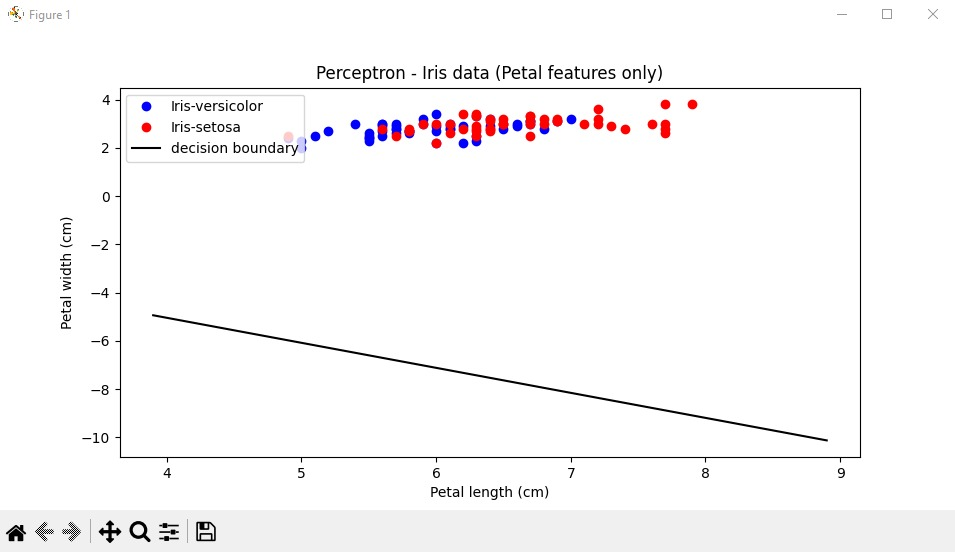 Figure 1
Perceptron - Iris data (Petal features only)
Iris-versicolor
Iris-setosa
decision boundary
Petal width (cm)
4
2
0
−2
−4
−6
−8
−10
4 5 6 7 8 9
Petal length (cm)